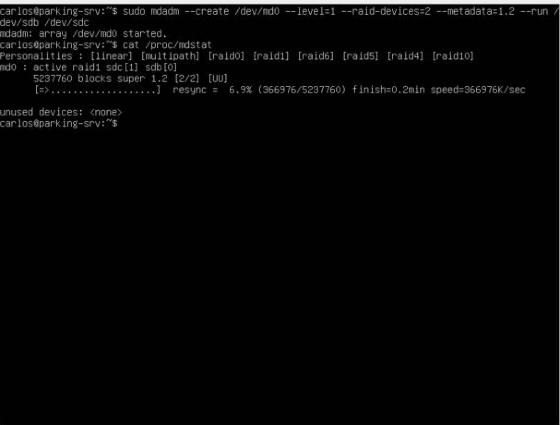 carlos@parking-srv:~$ sudo mdadm --create /dev/md0 --level=1 --raid-devices=2 --metadata=1.2 --run /
dev/sdb /dev/sdc
mdadm: array /dev/md0 started.
carlos@parking-srv:~$ cat /proc/mdstat
Personalities : [linear] [multipath] [raid0] [raid1] [raid6] [raid5] [raid4] [raid10]
md0 : active raid1 sdc[1] sdb[0]
      5237760 blocks super 1.2 [2/2] [UU]
      [=>...................]  resync =  6.9% (366976/5237760) finish=0.2min speed=366976K/sec
unused devices: <none>
carlos@parking-srv:~$